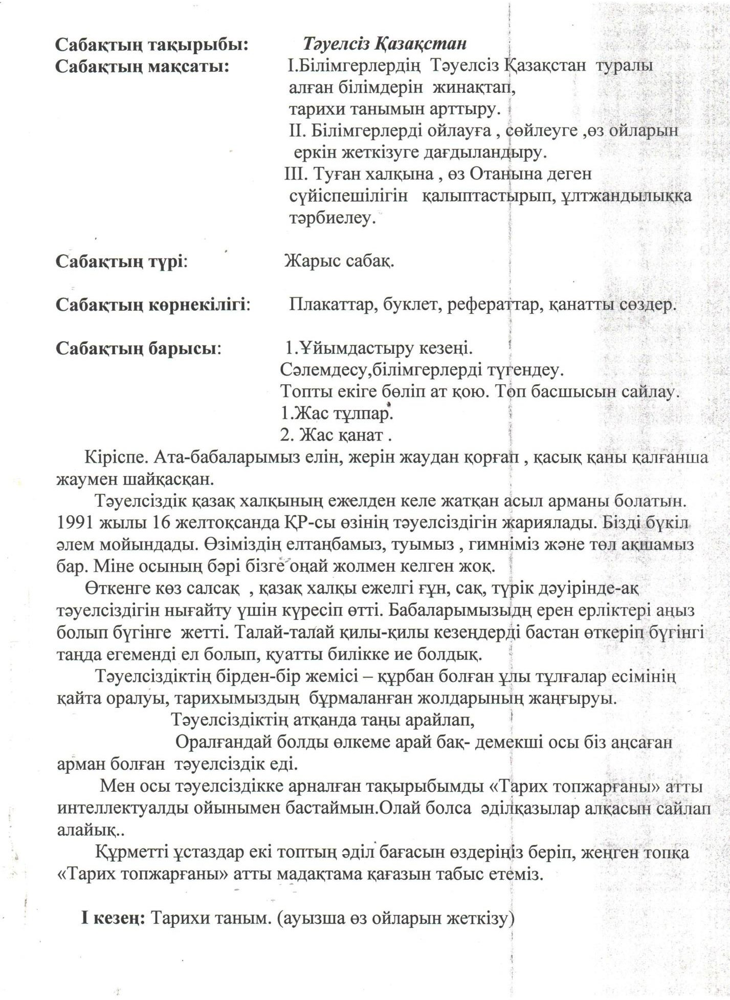 Сабақтың тақырыбы: Тәуелсіз Қазақстан
Сабақтың мақсаты: І.Білімгерлердің Тәуелсіз Қазақстан туралы
алған білімдерін жинақтап,
тарихи танымын арттыру.
ІІ. Білімгерлерді ойлауға , сөйлеуге ,өз ойларын
еркін жеткізуге дағдыландыру.
ІІІ. Туған халқына , өз Отанына деген
сүйіспешілігін қалыптастырып, ұлтжандылыққа
тәрбиелеу.
Сабақтың түрі: Жарыс сабақ.
Сабақтың көрнекілігі: Плакаттар, буклет, рефераттар, қанатты сөздер.
Сабақтың барысы: 1.Ұйымдастыру кезеңі.
Сәлемдесу,білімгерлерді түгендеу.
Топты екіге бөліп ат қою. Топ басшысын сайлау.
1.Жас тұлпар.
2. Жас қанат .
Кіріспе. Ата-бабаларымыз елін, жерін жаудан қорғап , қасық қаны қалғанша
жаумен шайқасқан.
Тәуелсіздік қазақ халқының ежелден келе жатқан асыл арманы болатын.
1991 жылы 16 желтоқсанда ҚР-сы өзінің тәуелсіздігін жариялады. Бізді бүкіл
әлем мойындады. Өзіміздің елтаңбамыз, туымыз , гимніміз және төл ақшамыз
бар. Міне осының бәрі бізге оңай жолмен келген жоқ.
Өткенге көз салсақ , қазақ халқы ежелгі ғұн, сақ, түрік дәуірінде-ақ
тәуелсіздігін нығайту үшін күресіп өтті. Бабаларымызыдң ерен ерліктері аңыз
болып бүгінге жетті. Талай-талай қилы-қилы кезеңдерді бастан өткеріп бүгінгі
таңда егеменді ел болып, қуатты билікке ие болдық.
Тәуелсіздіктің бірден-бір жемісі – құрбан болған ұлы тұлғалар есімінің
қайта оралуы, тарихымыздың бұрмаланған жолдарының жаңғыруы.
Тәуелсіздіктің атқанда таңы арайлап,
Оралғандай болды өлкеме арай бақ- демекші осы біз аңсаған
арман болған тәуелсіздік еді.
Мен осы тәуелсіздікке арналған тақырыбымды «Тарих топжарғаны» атты
интеллектуалды ойынымен бастаймын.Олай болса әділқазылар алқасын сайлап
алайық..
Құрметті ұстаздар екі топтың әділ бағасын өздеріңіз беріп, жеңген топқа
«Тарих топжарғаны» атты мадақтама қағазын табыс етеміз.
І кезең: Тарихи таным. (ауызша өз ойларын жеткізу)